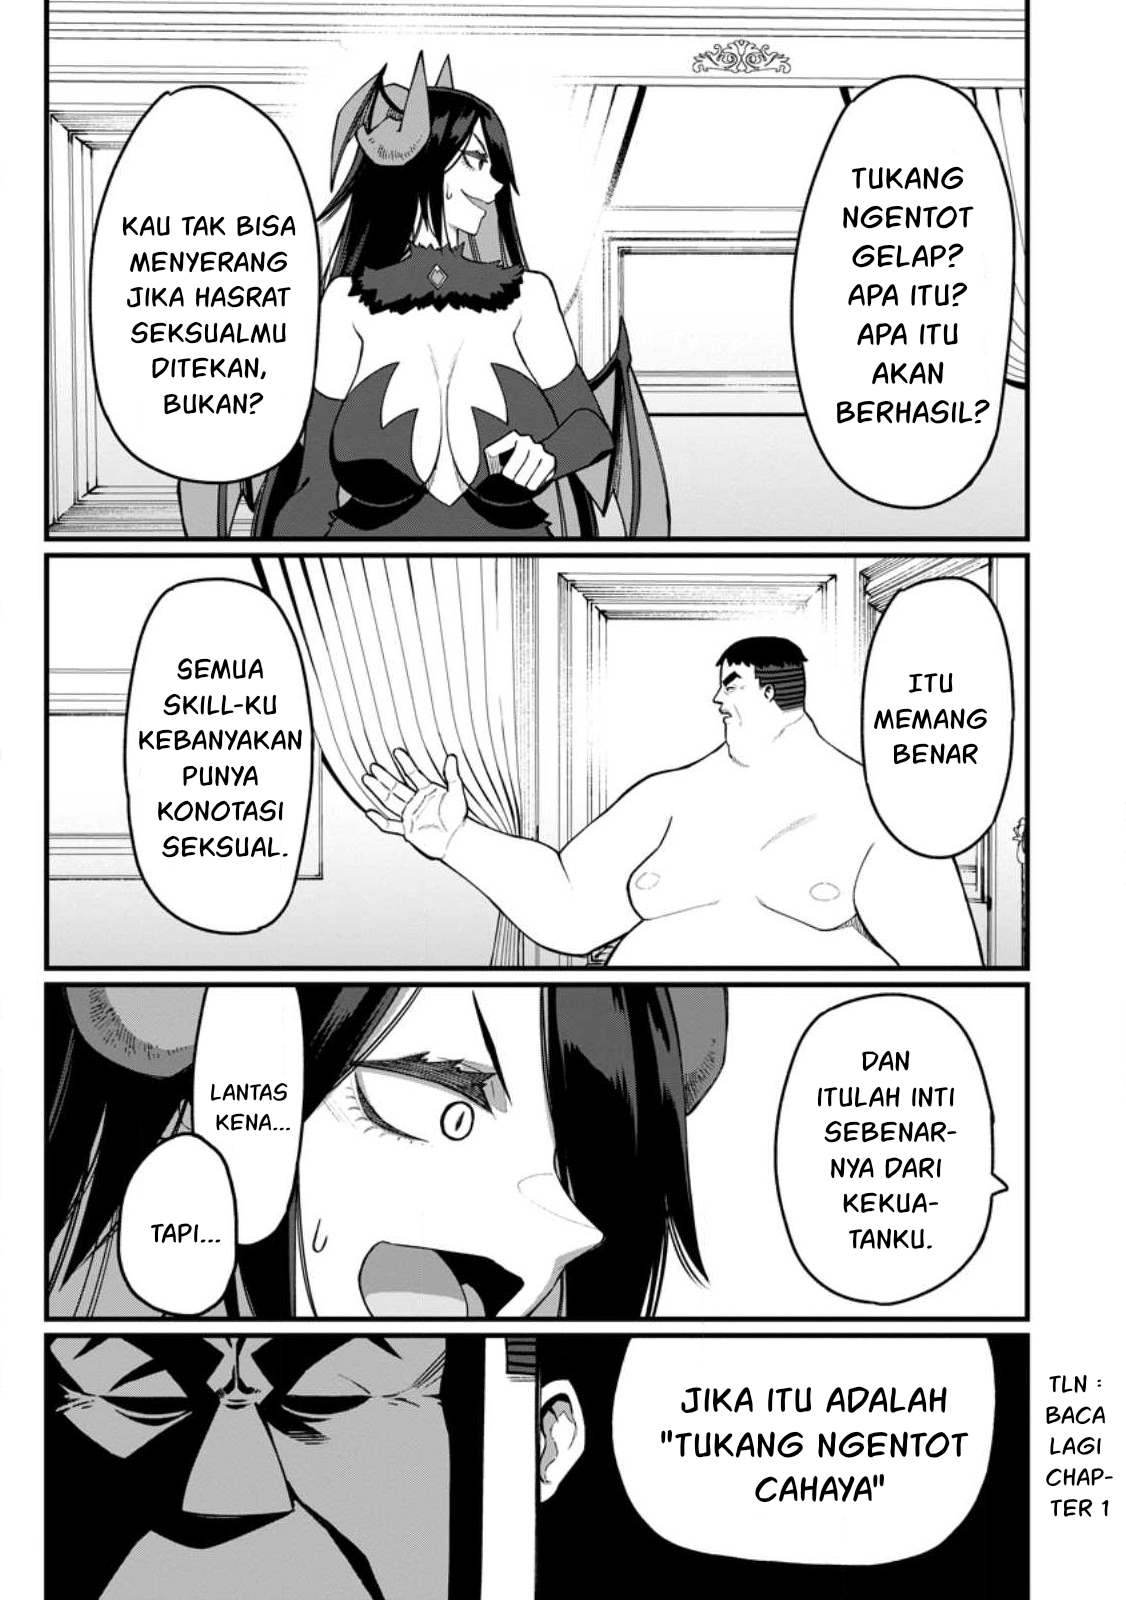 TUKANG
NGENTOT
GELAP?
APA ITU?
APA ITU
AKAN
BERHASIL?
KAU TAK BISA
MENYERANG
JIKA HASRAT
SEKSUALMU
DITEKAN,
BUKAN?
ITU
MEMANG
BENAR
SEMUA
SKILL-KU
KEBANYAKAN
PUNYA
KONOTASI
SEKSUAL.
DAN
ITULAH INTI
SEBENAR-
NYA DARI
KEKUA-
TANKU.
LANTAS
KENA...
TAPI...
JIKA ITU ADALAH
"TUKANG NGENTOT
CAHAYA"
TLN :
BACA
LAGI
CHAP-
TER 1